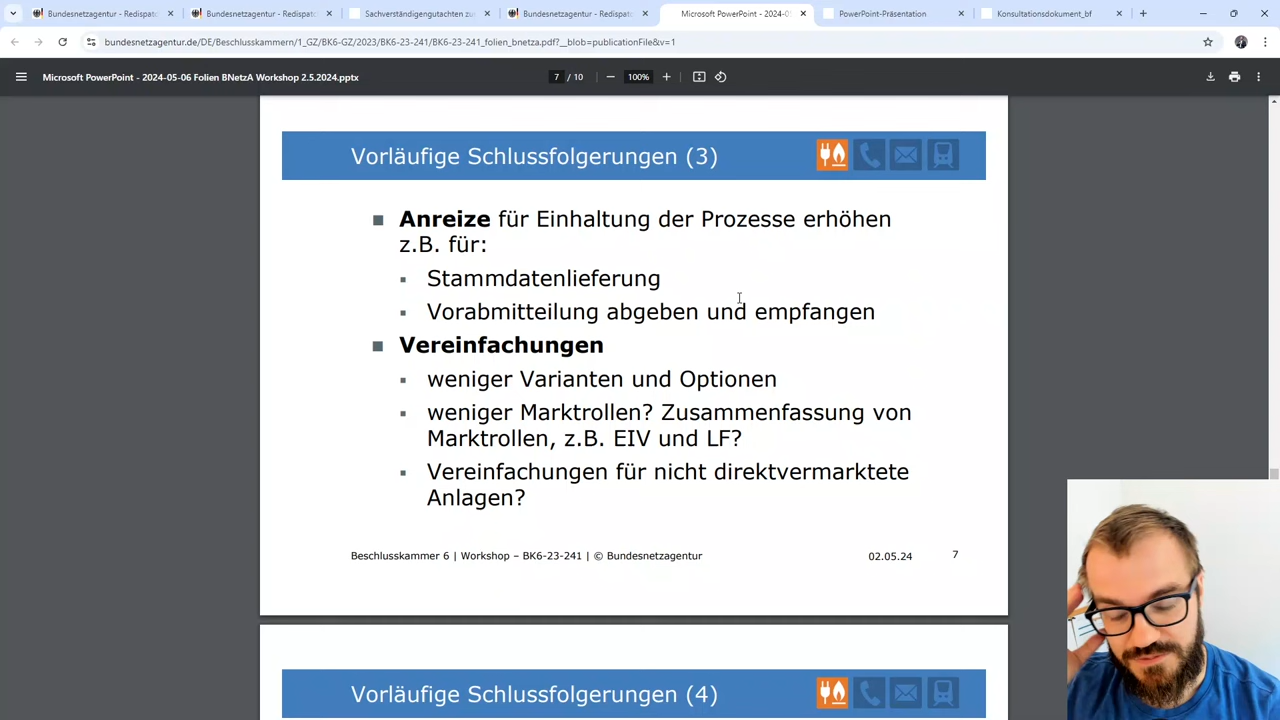 Bundesnetzagentur - Redispatc
Bundesnetzagentur - Redispatc
Sachverständigengutachten zu
Bundesnetzagentur - Redispatc
Microsoft PowerPoint - 2024-0
PowerPoint-Präsentation
Konsultationsdokument_bf
bundesnetzagentur.de/DE/Beschlusskammern/1_GZ/BK6-GZ/2023/BK6-23-241/BK6-23-241_folien_bnetza.pdf?__blob=publicationFile&v=1
Microsoft PowerPoint - 2024-05-06 Folien BNetzA Workshop 2.5.2024.pptx
7 / 10
100%
Vorläufige Schlussfolgerungen (3)
Anreize für Einhaltung der Prozesse erhöhen
z.B. für:
Stammdatenlieferung
Vorabmitteilung abgeben und empfangen
Vereinfachungen
weniger Varianten und Optionen
weniger Marktrollen? Zusammenfassung von
Marktrollen, z.B. EIV und LF?
Vereinfachungen für nicht direktvermarktete
Anlagen?
Beschlusskammer 6 | Workshop – BK6-23-241 | © Bundesnetzagentur
02.05.24
7
Vorläufige Schlussfolgerungen (4)